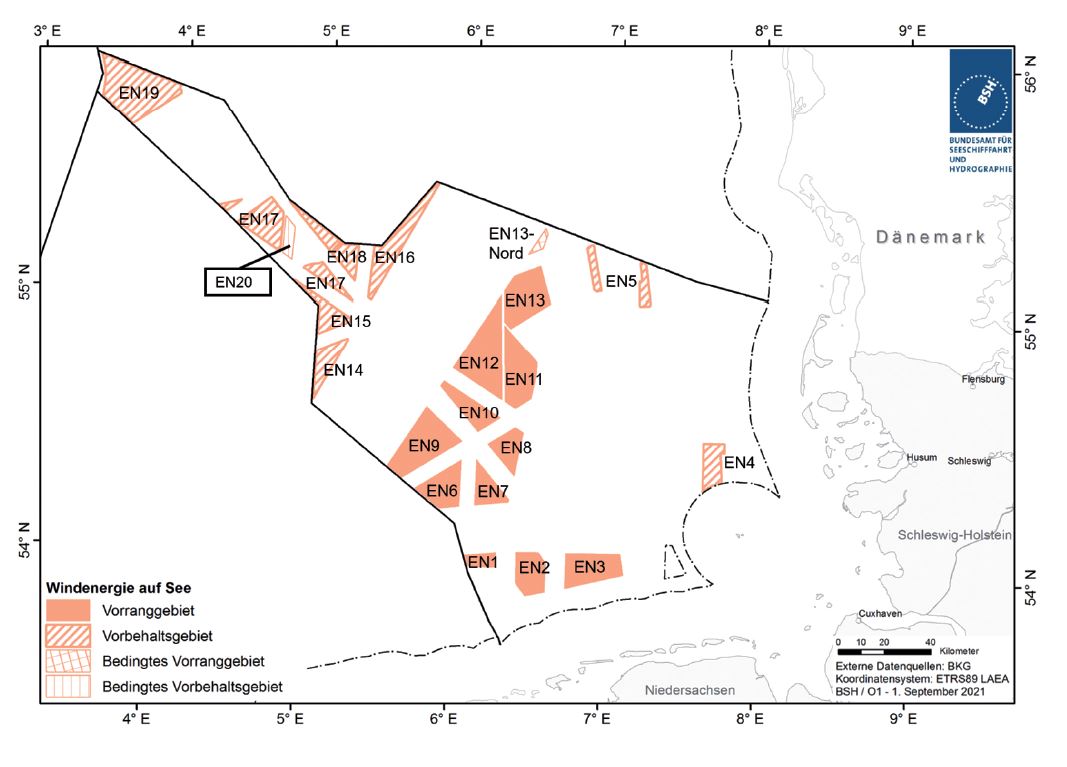 3° E 4° E 5° E 6° E 7° E 8° E 9° E
56° N
BSH
BUNDESAMT FÜR
SEESCHIFFFAHRT
UND
HYDROGRAPHIE
EN19
EN17
EN13-
Nord
Dänemark
EN18
EN16
EN20
EN17
EN5
55° N
EN13
EN15
55° N
EN12
EN14
EN11
Flensburg
EN10
EN9
EN8
EN4
Husum
Schleswig
EN6
EN7
Schleswig-Holstein
54° N
EN1
EN2
EN3
54° N
Windenergie auf See
Vorranggebiet
Vorbehaltsgebiet
Bedingtes Vorranggebiet
Bedingtes Vorbehaltsgebiet
Cuxhaven
Niedersachsen
0 10 20 40
Kilometer
Externe Datenquellen: BKG
Koordinatensystem: ETRS89 LAEA
BSH / O1 - 1. September 2021
4° E 5° E 6° E 7° E 8° E 9° E